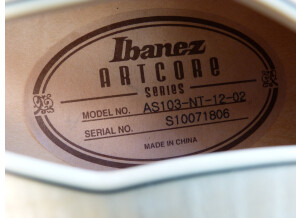 Ibanez
ARTCORE
SERIES
MODEL NO. AS103-NT-12-02
SERIAL NO. S10071806
MADE IN CHINA